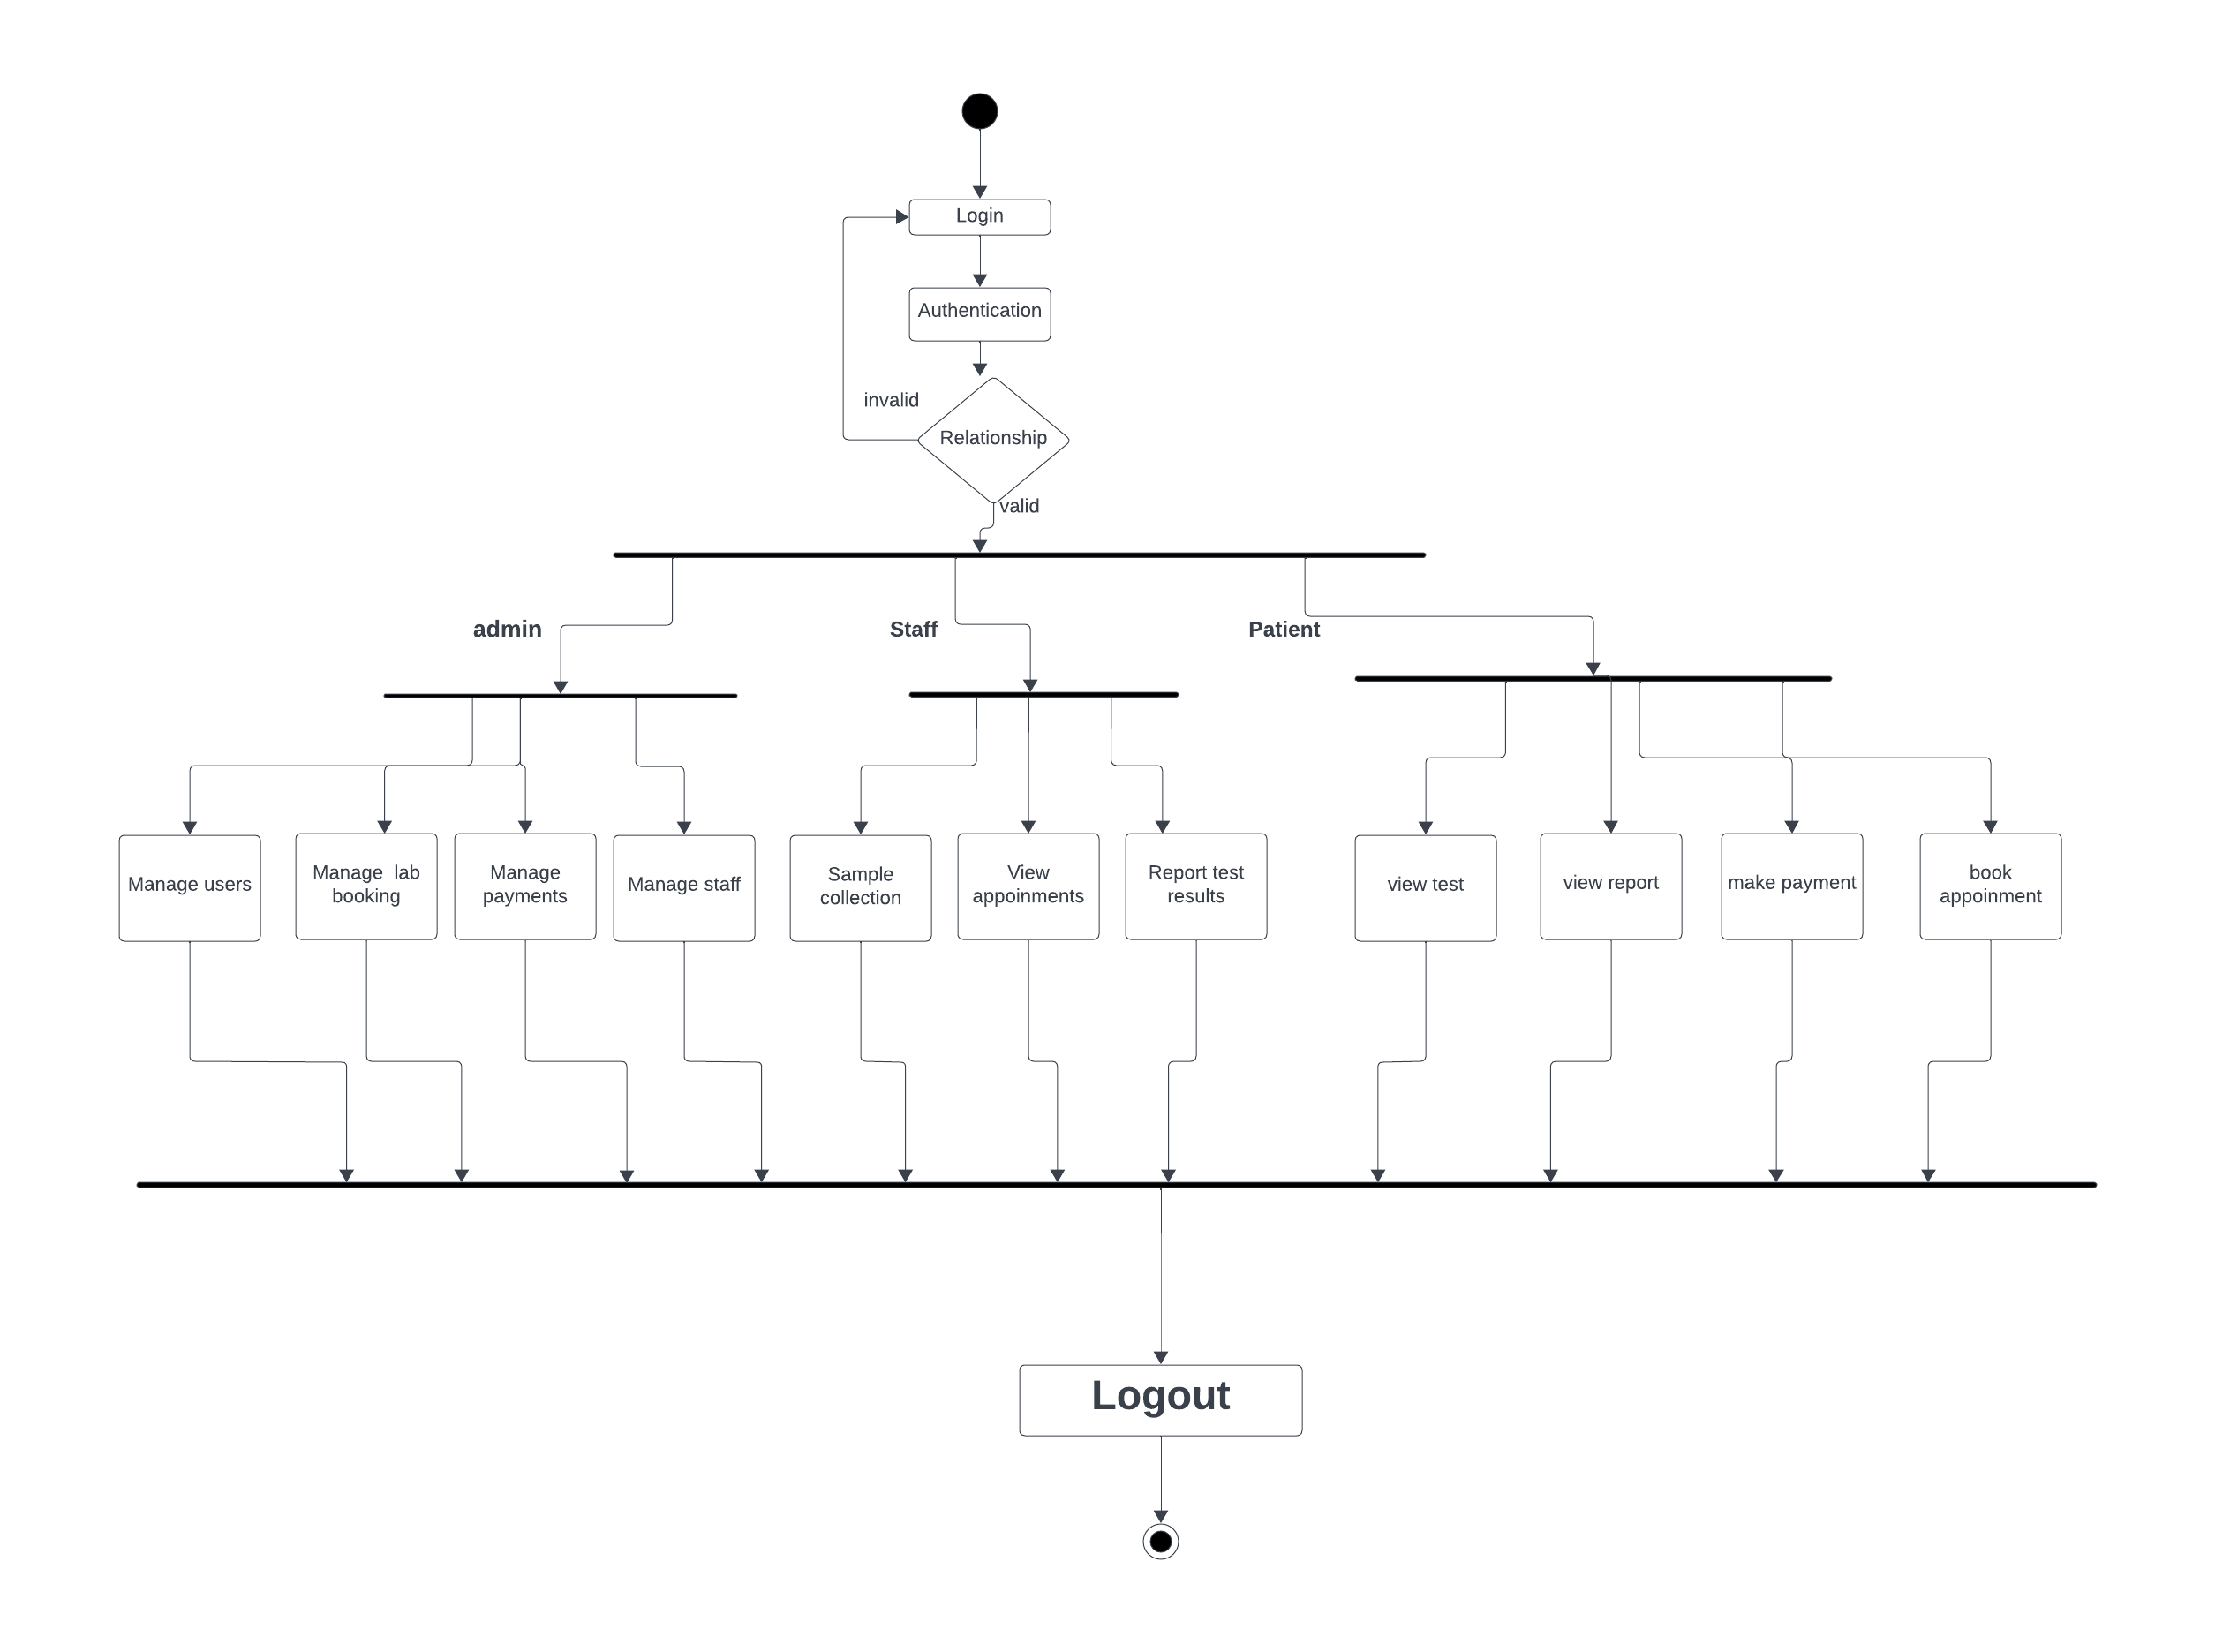 Login
Authentication
invalid
Relationship
valid
admin
Staff
Patient
Manage users
Manage  lab
booking
Manage
payments
Manage staff
Sample
collection
View
appoinments
Report test
results
view test
view report
make payment
book
appoinment
Logout